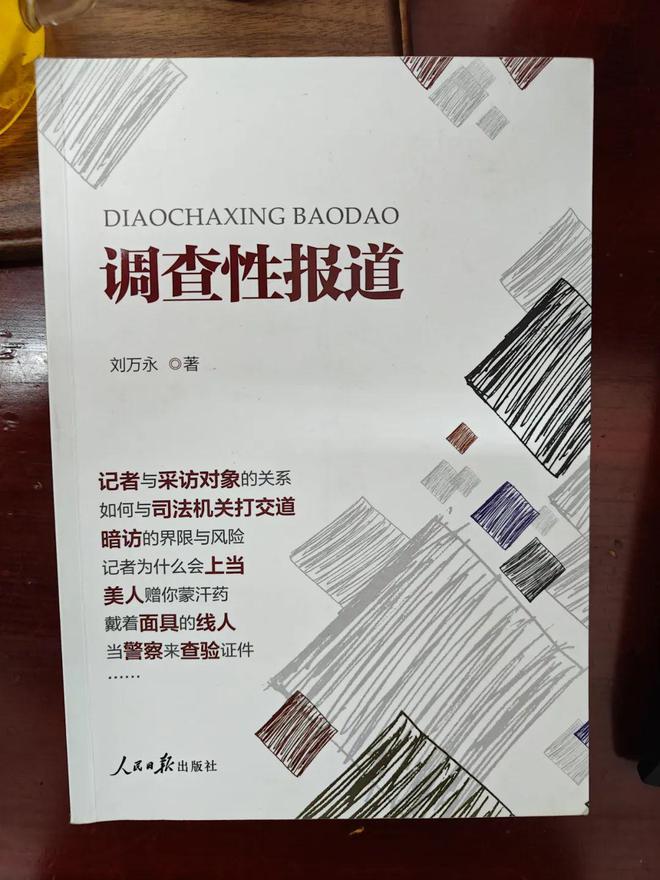 DIAOCHAXING BAODAO
调查性报道
刘万永 ◎著
记者与采访对象的关系
如何与司法机关打交道
暗访的界限与风险
记者为什么会上当
美人赠你蒙汗药
戴着面具的线人
当警察来查验证件
……
人民日报出版社